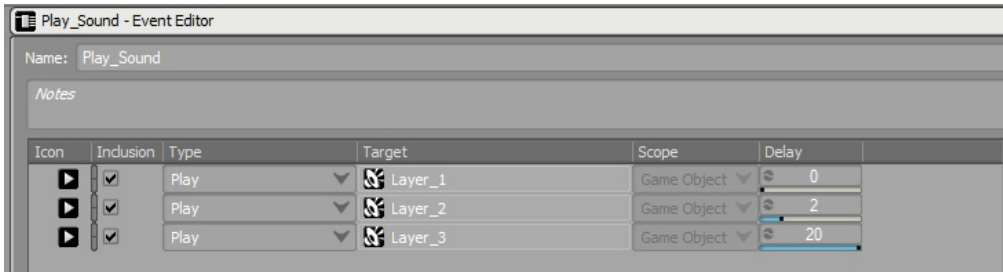 Play_Sound - Event Editor
Name: Play_Sound
Notes
Icon Inclusion Type Target Scope Delay
Play Layer_1 Game Object 0
Play Layer_2 Game Object 2
Play Layer_3 Game Object 20